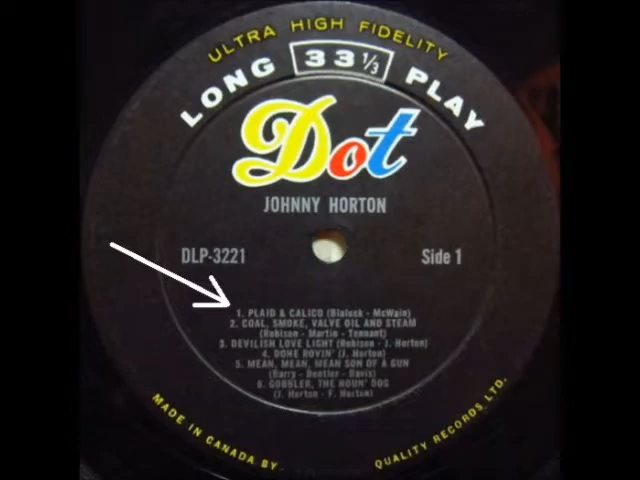 ULTRA HIGH FIDELITY
LONG 33 1/3 PLAY
Dot
JOHNNY HORTON
DLP-3221 Side 1
1. PLAID & CALICO (Blalock - McWain)
2. COAL, SMOKE, VALVE OIL AND STEAM
(Robison - Martin - Tennant)
3. DEVILISH LOVE LIGHT (Robison - J. Horton)
4. DONE ROVIN' (J. Horton)
5. MEAN, MEAN, MEAN SON OF A GUN
(Barry - Dentler - Davis)
6. GOBBLER, THE HOUN' DOG
(J. Horton - F. Horton)
MADE IN CANADA BY QUALITY RECORDS LTD.